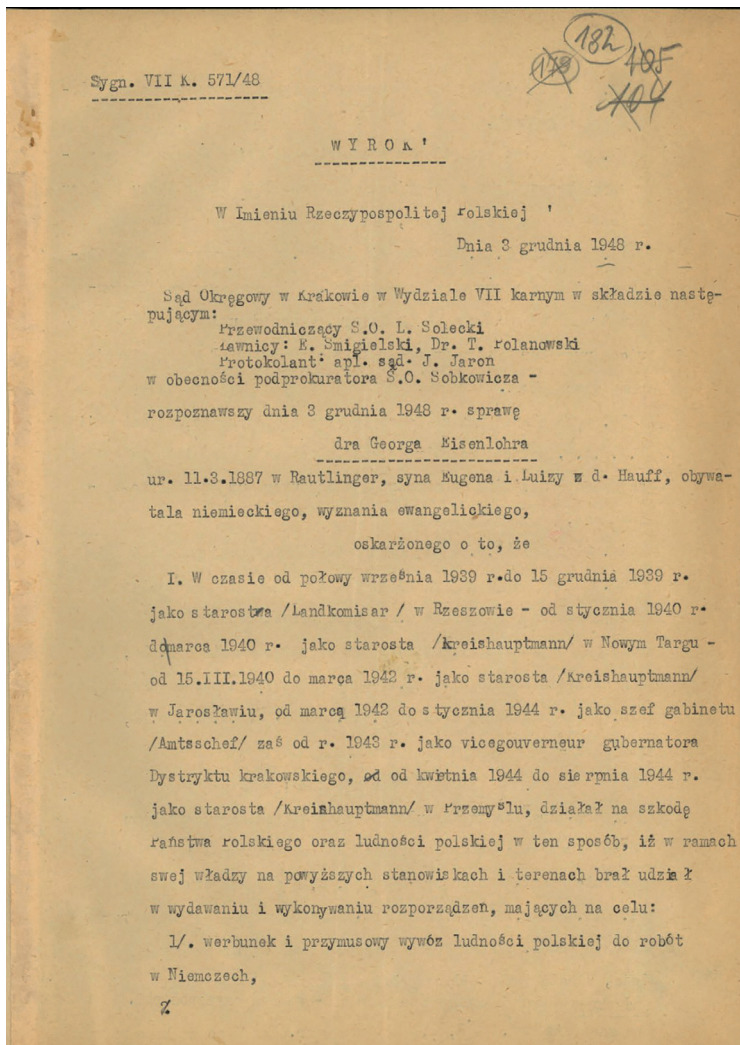 182
178 105
104
Sygn. VII K. 571/48
W Y R O K '
W Imieniu Rzeczypospolitej Polskiej '
Dnia 3 grudnia 1948 r.
Sąd Okręgowy w Krakowie w Wydziale VII karnym w składzie nastę-
pującym:
Przewodniczący S.O. L. Solecki
Ławnicy: E. Śmigielski, Dr. T. Polanowski
Protokolant: apl. sąd. J. Jaron
w obecności podprokuratora S.O. Sobkowicza -
rozpoznawszy dnia 3 grudnia 1948 r. sprawę
dra Georga Eisenlohra
ur. 11.3.1887 w Rautlinger, syna Eugena i Luizy z d. Hauff, obywa-
tala niemieckiego, wyznania ewangelickiego,
oskarżonego o to, że
I. W czasie od połowy września 1939 r.do 15 grudnia 1939 r.
jako starostwa /Landkomisar/ w Rzeszowie - od stycznia 1940 r.
do marca 1940 r. jako starosta /kreishauptmann/ w Nowym Targu -
od 15.III.1940 do marca 1942 r. jako starosta /Kreishauptmann/
w Jarosławiu, od marcą 1942 do stycznia 1944 r. jako szef gabinetu
/Amtsschef/ zaś od r. 1943 r. jako vicegouverneur gubernatora
Dystryktu krakowskiego, od od kwietnia 1944 do sierpnia 1944 r.
jako starosta /Kreishauptmann/ w Przemyślu, działał na szkodę
Państwa Polskiego oraz ludności polskiej w ten sposób, iż w ramach
swej władzy na powyższych stanowiskach i terenach brał udział
w wydawaniu i wykonywaniu rozporządzeń, mających na celu:
1/. werbunek i przymusowy wywóz ludności polskiej do robót
w Niemczech,
%